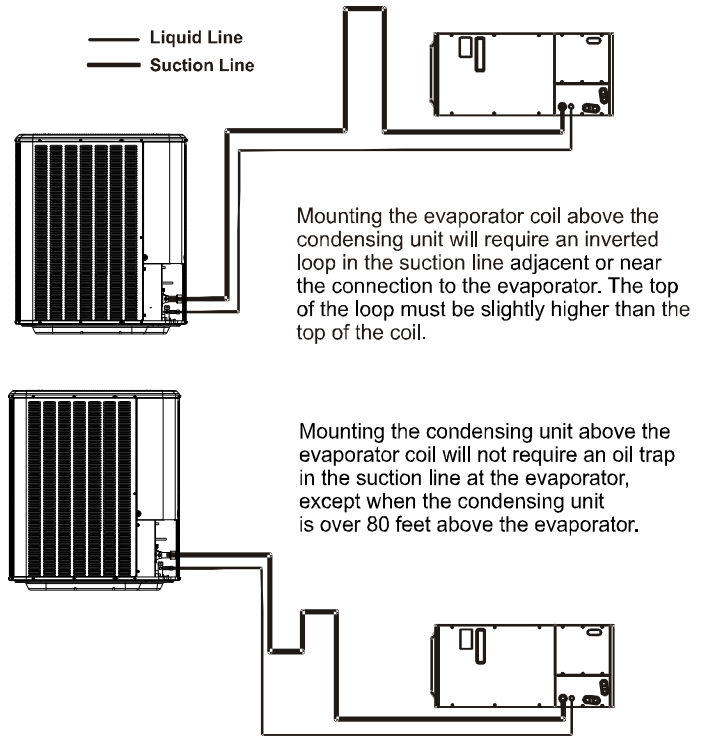 Liquid Line
Suction Line
Mounting the evaporator coil above the
condensing unit will require an inverted
loop in the suction line adjacent or near
the connection to the evaporator. The top
of the loop must be slightly higher than the
top of the coil.
Mounting the condensing unit above the
evaporator coil will not require an oil trap
in the suction line at the evaporator,
except when the condensing unit
is over 80 feet above the evaporator.